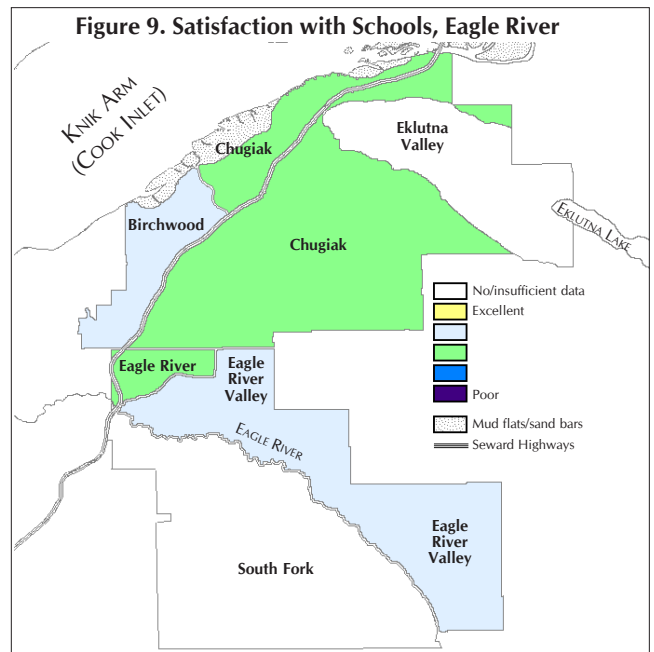 Figure 9. Satisfaction with Schools, Eagle River
KNIK ARM
(COOK INLET)
Chugiak
Eklutna
Valley
EKLUTNA LAKE
Birchwood
Chugiak
No/insufficient data
Excellent
Poor
Mud flats/sand bars
Seward Highways
Eagle River
Eagle
River
Valley
EAGLE RIVER
Eagle
River
Valley
South Fork